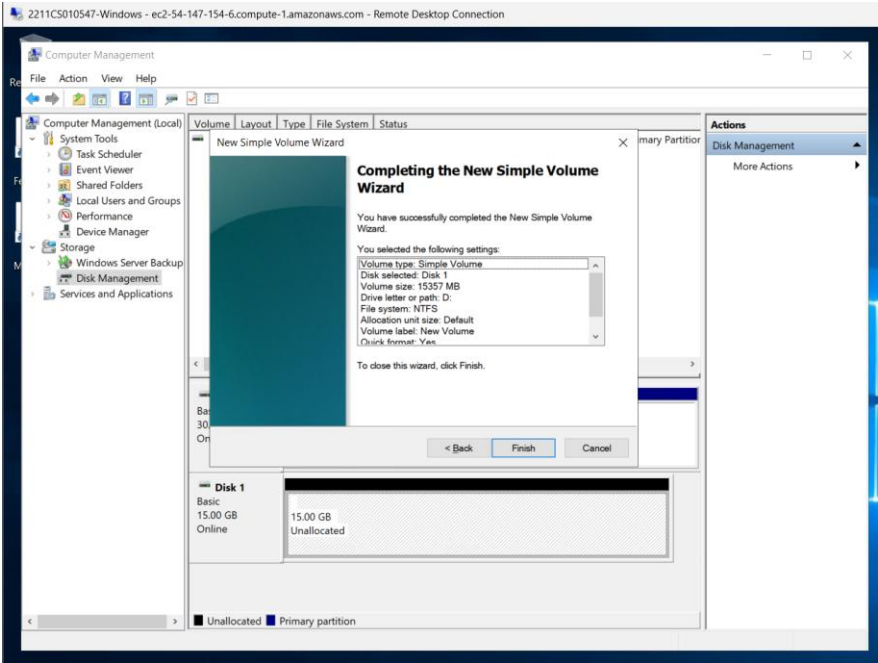 2211CS010547-Windows - ec2-54-147-154-6.compute-1.amazonaws.com - Remote Desktop Connection
Computer Management
File Action View Help
Computer Management (Local)
System Tools
Task Scheduler
Event Viewer
Shared Folders
Local Users and Groups
Performance
Device Manager
Storage
Windows Server Backup
Disk Management
Services and Applications
Volume Layout Type File System Status
mary Partition
New Simple Volume Wizard
Completing the New Simple Volume
Wizard
You have successfully completed the New Simple Volume
Wizard.
You selected the following settings:
Volume type: Simple Volume
Disk selected: Disk 1
Volume size: 15357 MB
Drive letter or path: D:
File system: NTFS
Allocation unit size: Default
Volume label: New Volume
Quick format: Yes
To close this wizard, click Finish.
< Back Finish Cancel
Ba
30.
On
Disk 1
Basic
15.00 GB
Online
15.00 GB
Unallocated
Unallocated Primary partition
Actions
Disk Management
More Actions